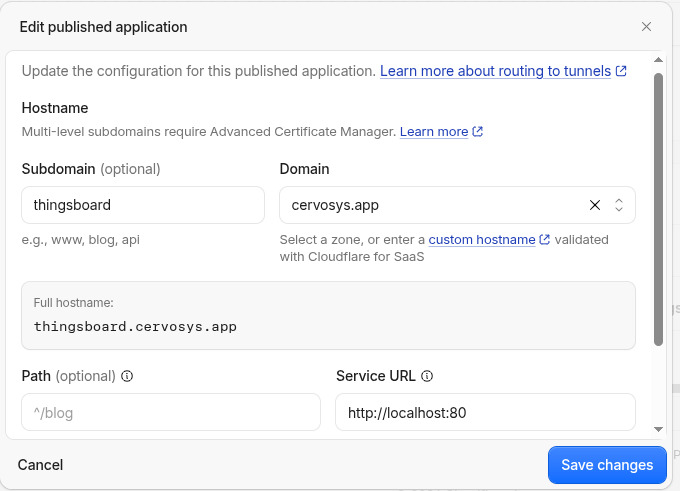 Edit published application
Update the configuration for this published application. Learn more about routing to tunnels
Hostname
Multi-level subdomains require Advanced Certificate Manager. Learn more
Subdomain (optional)
Domain
thingsboard
cervosys.app
e.g., www, blog, api
Select a zone, or enter a custom hostname validated
with Cloudflare for SaaS
Full hostname:
thingsboard.cervosys.app
Path (optional)
Service URL
^/blog
http://localhost:80
Cancel
Save changes